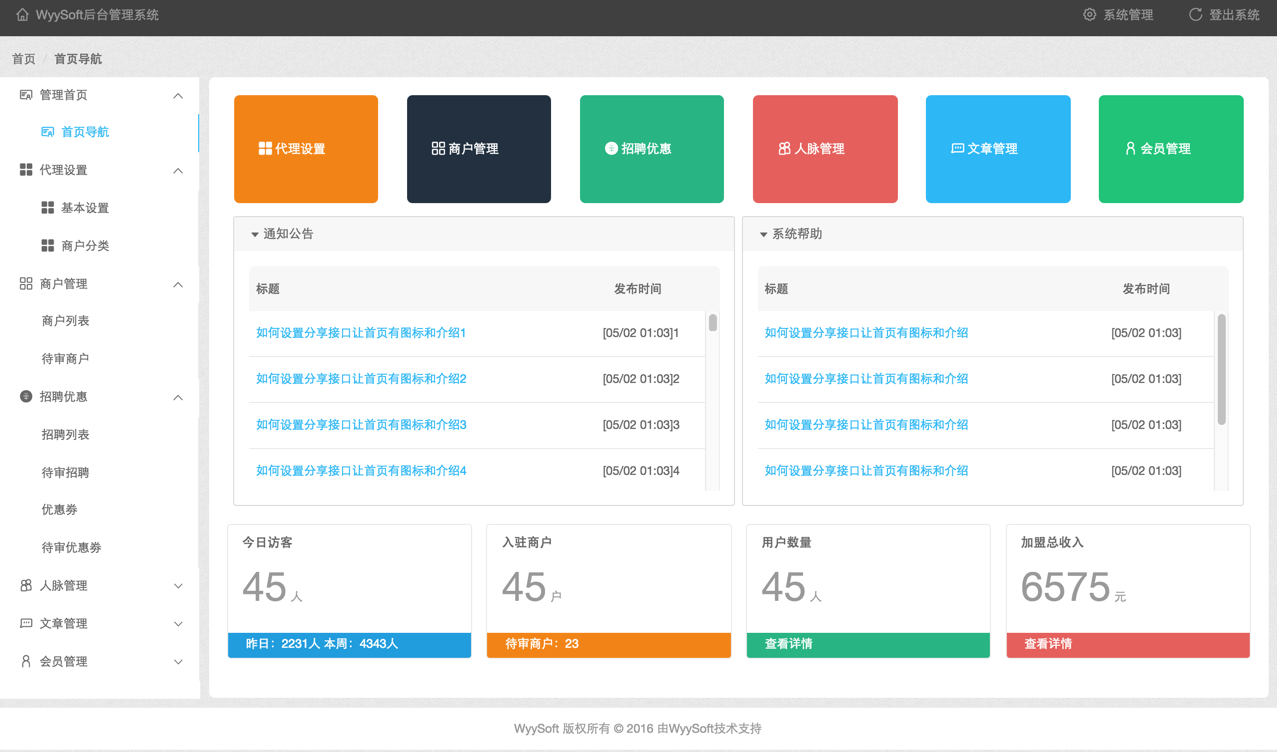 WyySoft后台管理系统
系统管理
登出系统
首页 / 首页导航
管理首页
首页导航
代理设置
基本设置
商户分类
商户管理
商户列表
待审商户
招聘优惠
招聘列表
待审招聘
优惠券
待审优惠券
人脉管理
文章管理
会员管理
代理设置
商户管理
招聘优惠
人脉管理
文章管理
会员管理
通知公告
标题 发布时间
如何设置分享接口让首页有图标和介绍1 [05/02 01:03]1
如何设置分享接口让首页有图标和介绍2 [05/02 01:03]2
如何设置分享接口让首页有图标和介绍3 [05/02 01:03]3
如何设置分享接口让首页有图标和介绍4 [05/02 01:03]4
系统帮助
标题 发布时间
如何设置分享接口让首页有图标和介绍 [05/02 01:03]
如何设置分享接口让首页有图标和介绍 [05/02 01:03]
如何设置分享接口让首页有图标和介绍 [05/02 01:03]
如何设置分享接口让首页有图标和介绍 [05/02 01:03]
今日访客
45 人
昨日：2231人 本周：4343人
入驻商户
45 户
待审商户：23
用户数量
45 人
查看详情
加盟总收入
6575 元
查看详情
WyySoft 版权所有 © 2016 由WyySoft技术支持